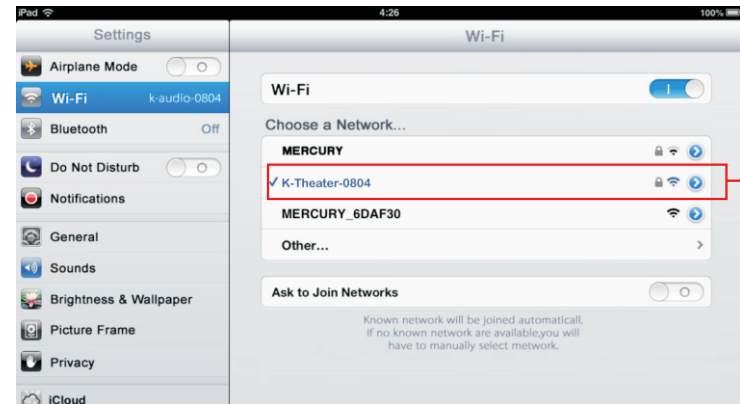 iPad 4:26 100%
Settings Wi-Fi
Airplane Mode
Wi-Fi k-audio-0804
Bluetooth Off
Do Not Disturb
Notifications
General
Sounds
Brightness & Wallpaper
Picture Frame
Privacy
iCloud
Wi-Fi
Choose a Network...
MERCURY
K-Theater-0804
MERCURY_6DAF30
Other...
Ask to Join Networks
Known network will be joined automaticall.
If no known network are available,you will
have to manually select metwork.